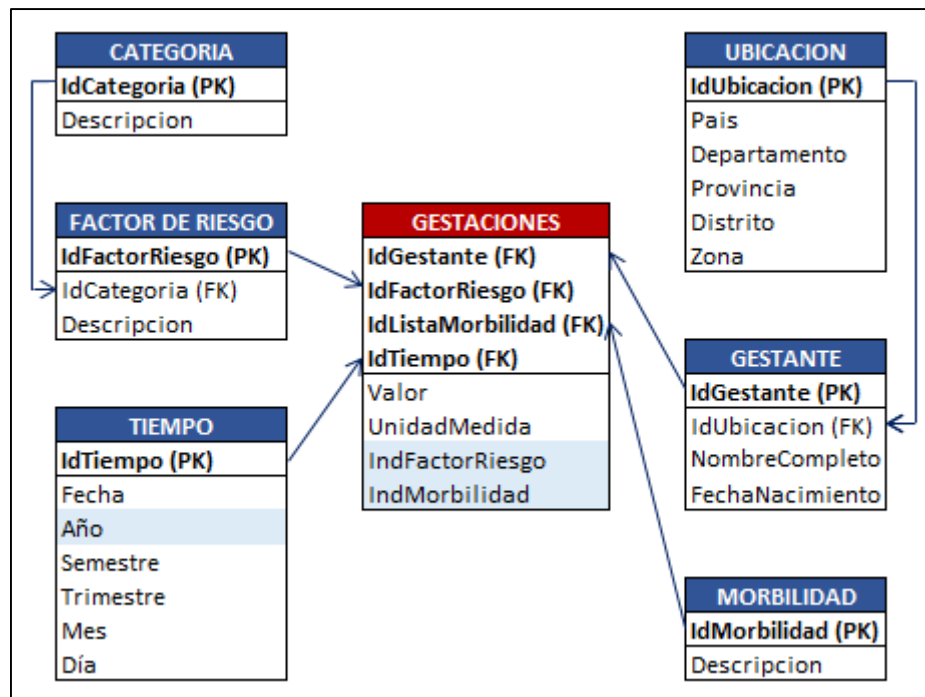 CATEGORIA
IdCategoria (PK)
Descripcion
FACTOR DE RIESGO
IdFactorRiesgo (PK)
IdCategoria (FK)
Descripcion
TIEMPO
IdTiempo (PK)
Fecha
Año
Semestre
Trimestre
Mes
Día
GESTACIONES
IdGestante (FK)
IdFactorRiesgo (FK)
IdListaMorbilidad (FK)
IdTiempo (FK)
Valor
UnidadMedida
IndFactorRiesgo
IndMorbilidad
UBICACION
IdUbicacion (PK)
Pais
Departamento
Provincia
Distrito
Zona
GESTANTE
IdGestante (PK)
IdUbicacion (FK)
NombreCompleto
FechaNacimiento
MORBILIDAD
IdMorbilidad (PK)
Descripcion